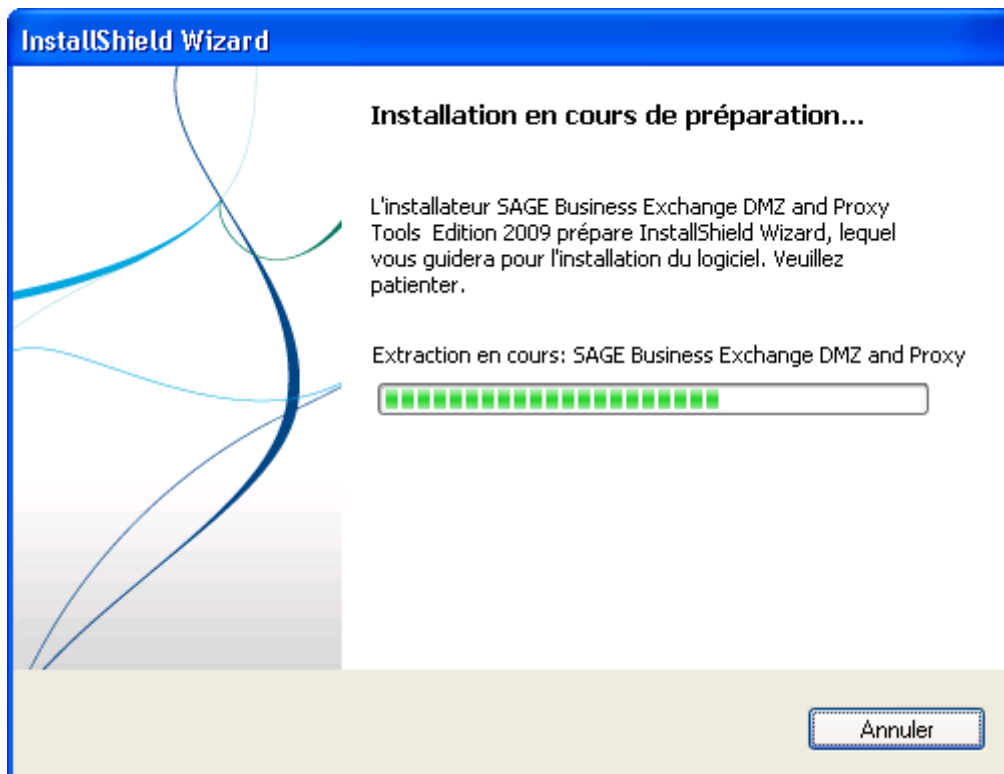 InstallShield Wizard
Installation en cours de préparation...
L'installateur SAGE Business Exchange DMZ and Proxy
Tools  Edition 2009 prépare InstallShield Wizard, lequel
vous guidera pour l'installation du logiciel. Veuillez
patienter.
Extraction en cours: SAGE Business Exchange DMZ and Proxy
Annuler